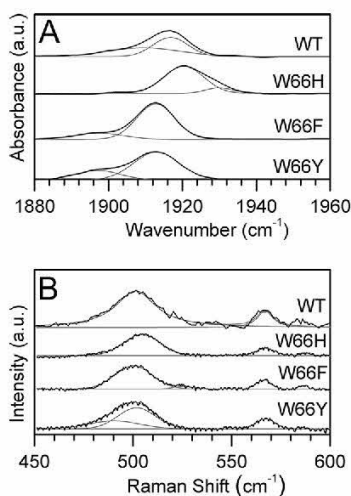 A
Absorbance (a.u.)
WT
W66H
W66F
W66Y
1880 1900 1920 1940 1960
Wavenumber (cm⁻¹)
B
Intensity (a.u.)
WT
W66H
W66F
W66Y
450 500 550 600
Raman Shift (cm⁻¹)